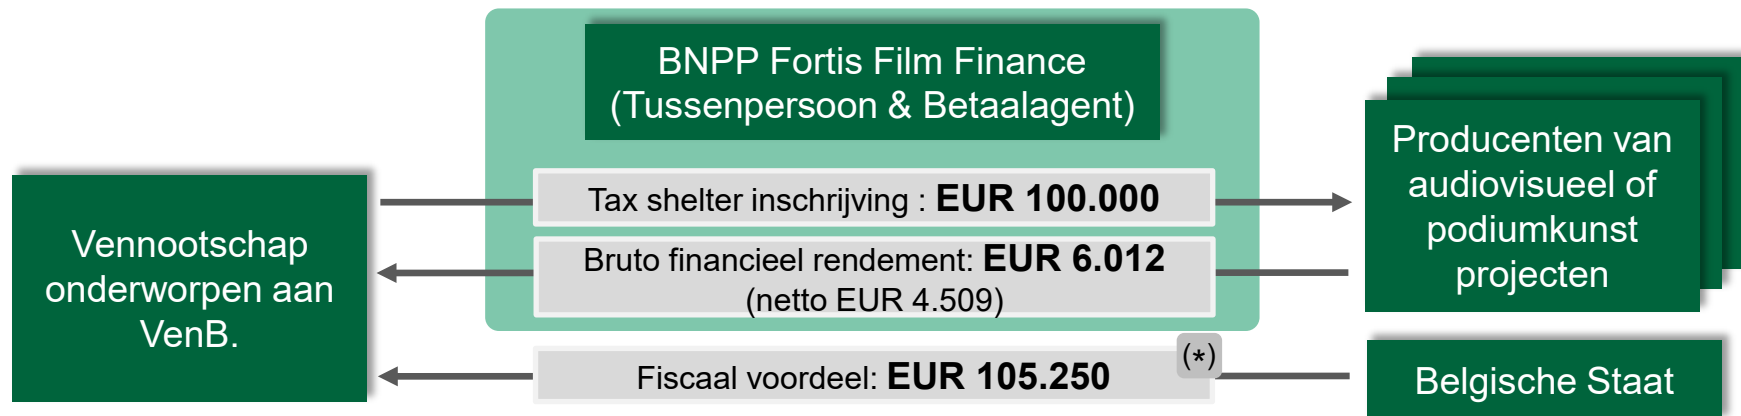 BNPP Fortis Film Finance
(Tussenpersoon & Betaalagent)
Vennootschap
onderworpen aan
VenB.
Tax shelter inschrijving : EUR 100.000
Bruto financieel rendement: EUR 6.012
(netto EUR 4.509)
Fiscaal voordeel: EUR 105.250
(*)
Producenten van
audiovisueel of
podiumkunst
projecten
Belgische Staat